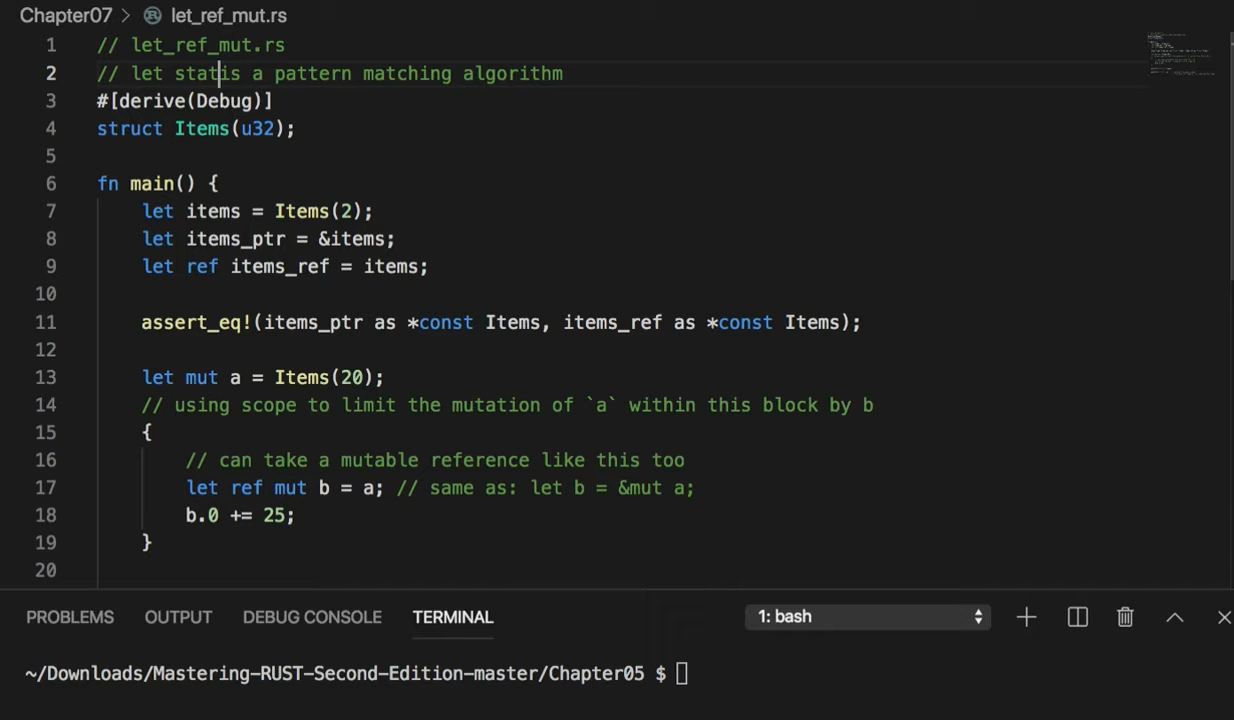 Chapter07 > let_ref_mut.rs
1 // let_ref_mut.rs
2 // let statis a pattern matching algorithm
3 #[derive(Debug)]
4 struct Items(u32);
5
6 fn main() {
7 let items = Items(2);
8 let items_ptr = &items;
9 let ref items_ref = items;
10
11 assert_eq!(items_ptr as *const Items, items_ref as *const Items);
12
13 let mut a = Items(20);
14 // using scope to limit the mutation of `a` within this block by b
15 {
16 // can take a mutable reference like this too
17 let ref mut b = a; // same as: let b = &mut a;
18 b.0 += 25;
19 }
20
PROBLEMS OUTPUT DEBUG CONSOLE TERMINAL 1: bash
~/Downloads/Mastering-RUST-Second-Edition-master/Chapter05 $